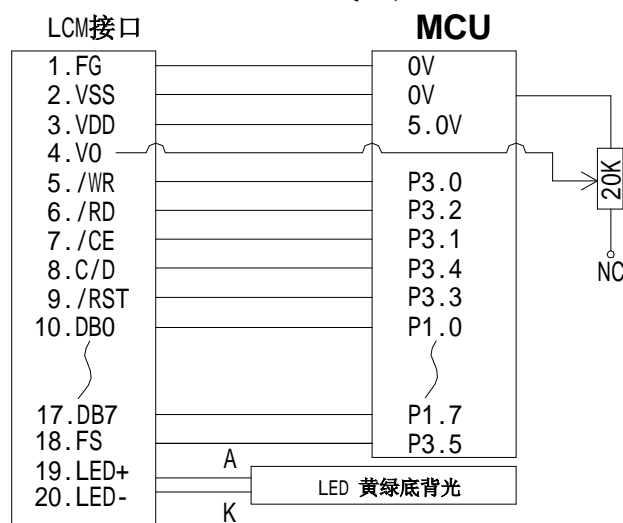 LCM接口 MCU
1.FG 0V
2.VSS 0V
3.VDD 5.0V
4.V0
5./WR P3.0
20K
6./RD P3.2
7./CE P3.1
8.C/D P3.4
NC
9./RST P3.3
10.DB0 P1.0
17.DB7 P1.7
18.FS P3.5
A
19.LED+
LED 黄绿底背光
20.LED-
K